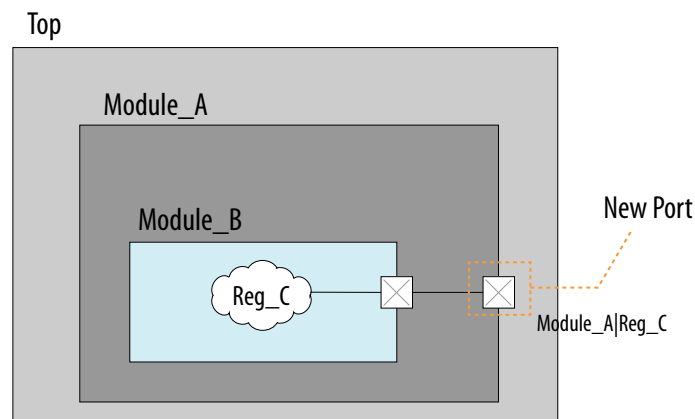 Top
Module_A
Module_B
New Port
Reg_C
Module_A|Reg_C